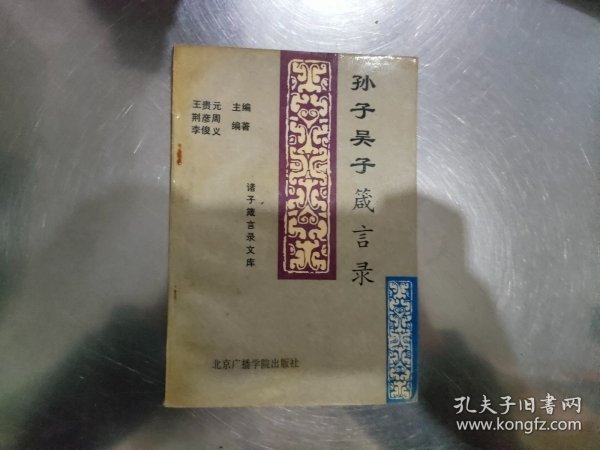 孙子吴子箴言录
王贵元 主编
荆彦周
李俊义 编著
诸子箴言录文库
北京广播学院出版社
孔夫子旧书网
www.kongfz.com